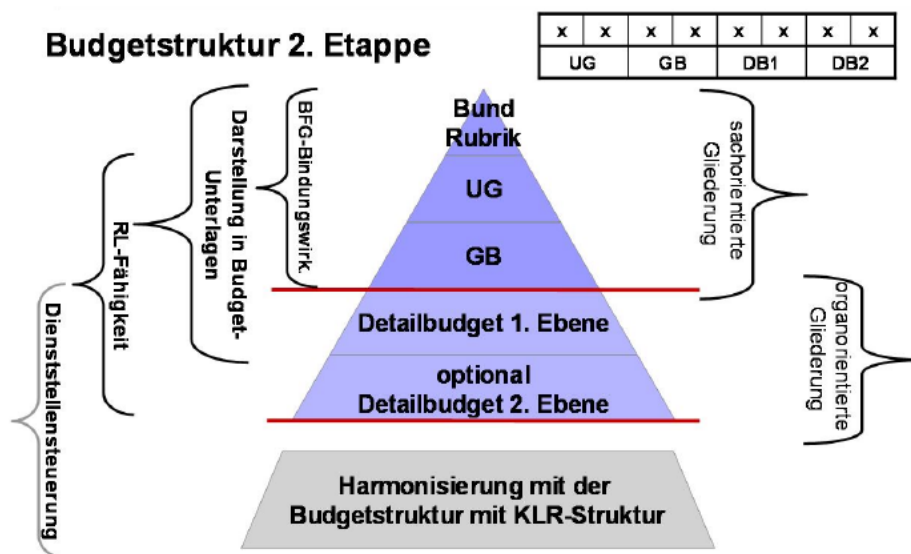 Budgetstruktur 2. Etappe
x x x x x x x x
UG GB DB1 DB2
Dienststellensteuerung
RL-Fähigkeit
Darstellung in Budget-
Unterlagen
BFG-Bindungswirk.
Bund
Rubrik
UG
GB
Detailbudget 1. Ebene
optional
Detailbudget 2. Ebene
Harmonisierung mit der
Budgetstruktur mit KLR-Struktur
sachorientierte
Gliederung
organorientierte
Gliederung